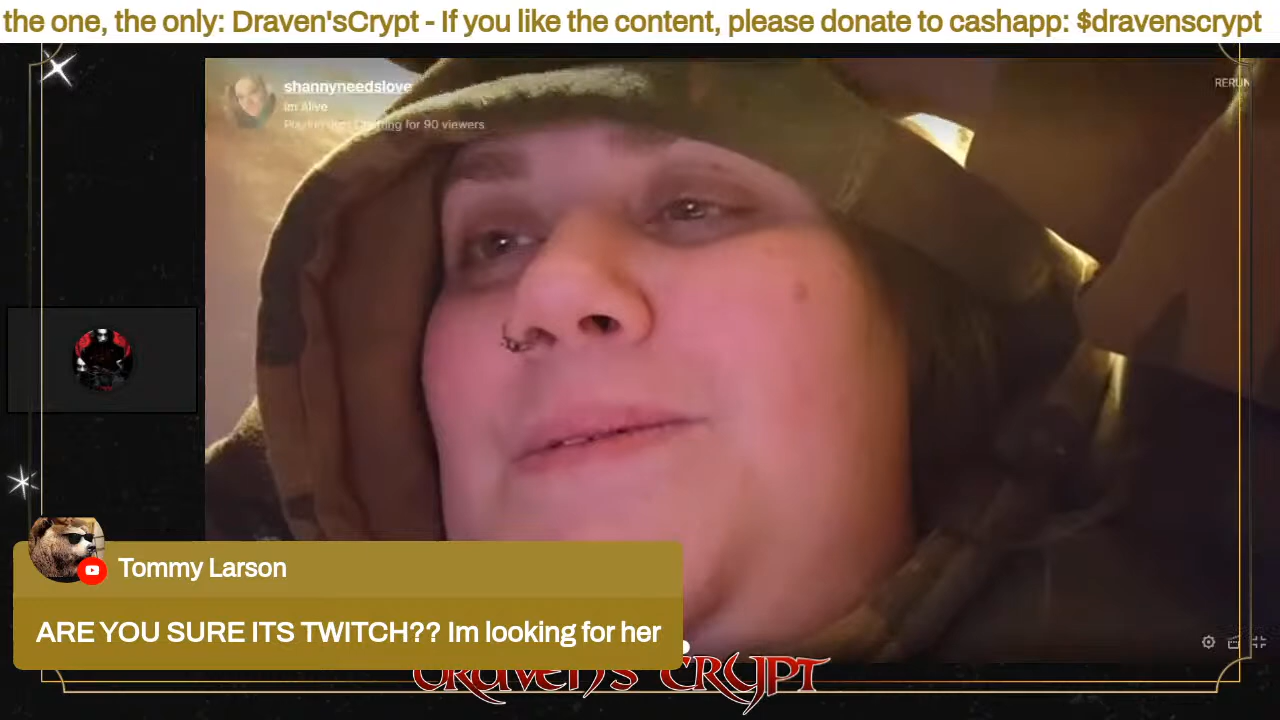 the one, the only: Draven'sCrypt - If you like the content, please donate to cashapp: $dravenscrypt
shannyneedslove
RERUN
Im Alive
for 90 viewers
Tommy Larson
ARE YOU SURE ITS TWITCH?? Im looking for her
Draven's Crypt